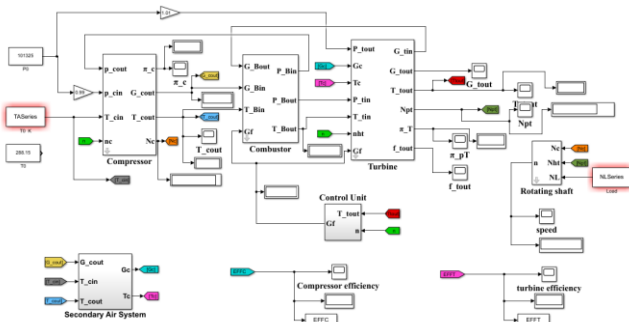 1.01
101325
P0
0.99
TASeries
288.15
T0
p_cout
p_cin
T_cin
nc
π_c
G_cout
T_cout
Nc
Compressor
π_c
T_cout
G_Bout
G_Bin
T_Bin
Gf
P_Bin
P_Bout
T_Bout
Combustor
P_tout
Gc
Tc
P_tin
T_tin
nht
Gf
G_tin
G_tout
T_tout
Npt
π_T
f_tout
Turbine
G_tout
Npt
π_pT
f_tout
Nc
Nht
NL
n
Rotating shaft
NLSeries
Load
speed
Control Unit
T_tout
n
Gf
G_cout
T_cin
T_cout
Gc
Tc
Secondary Air System
EFFC
Compressor efficiency
EFFC
EFFT
turbine efficiency
EFFT